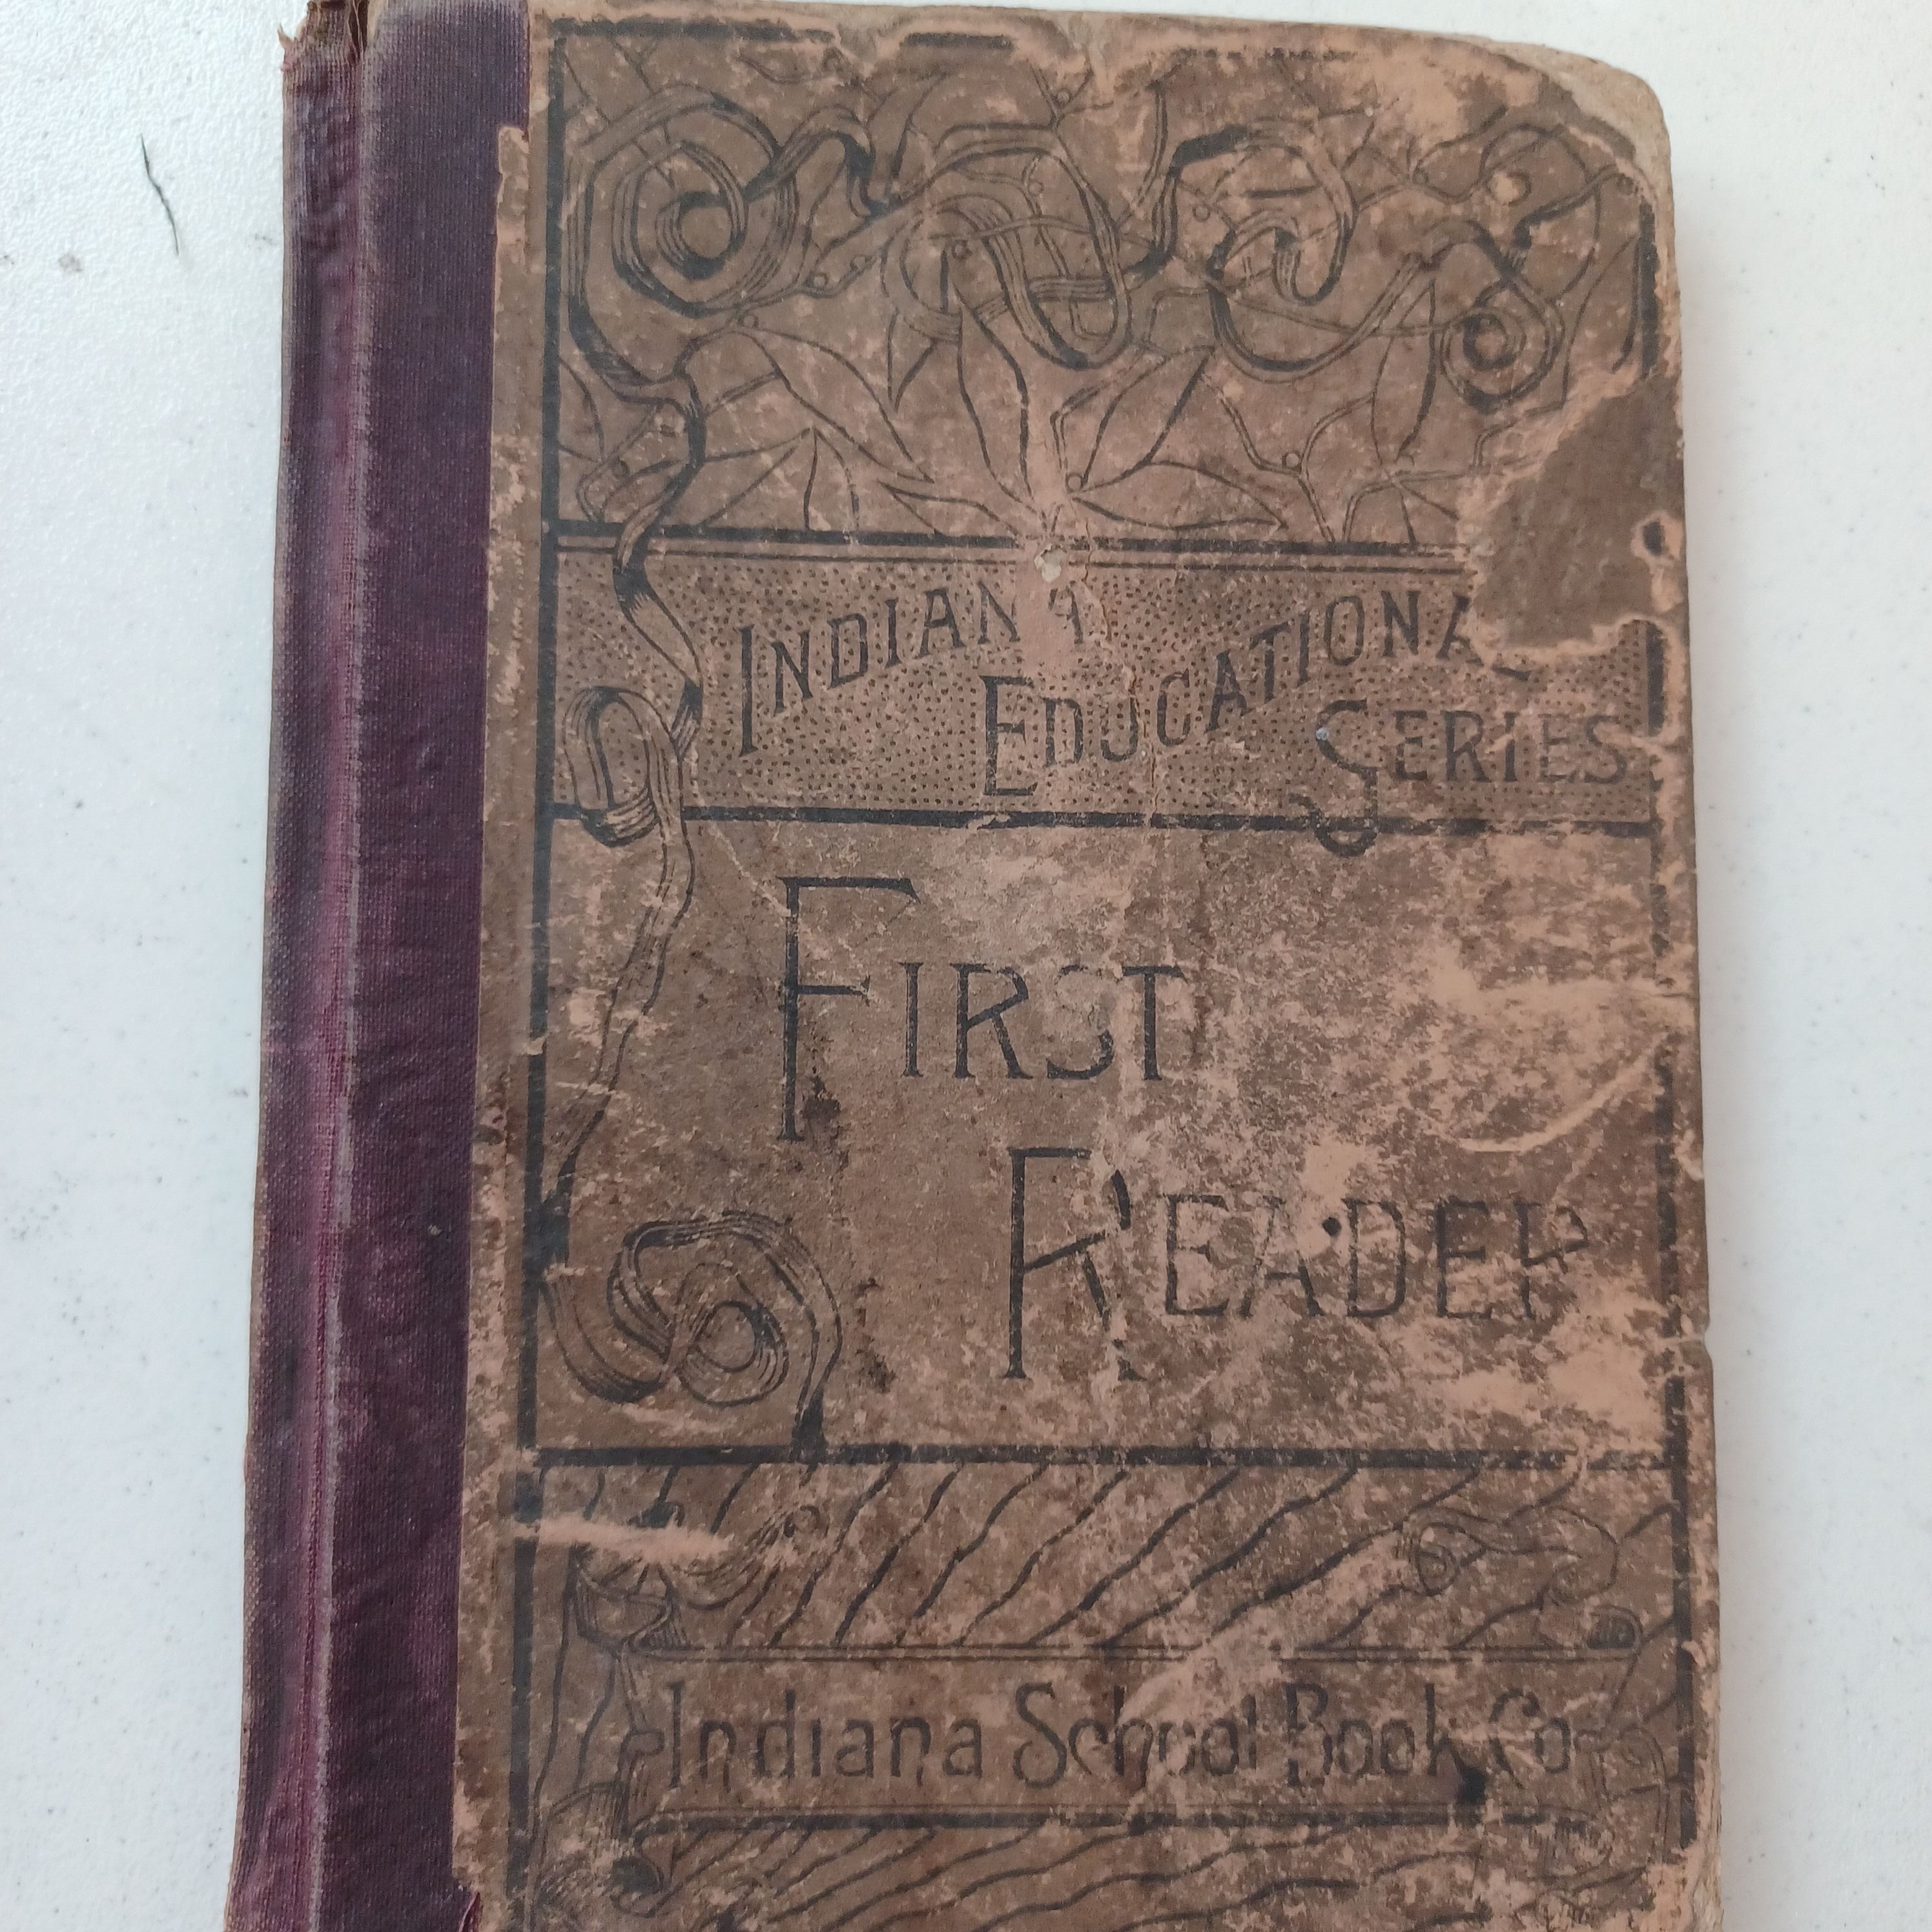 INDIANA
EDUCATIONAL
SERIES
FIRST
READER
Indiana School Book Co